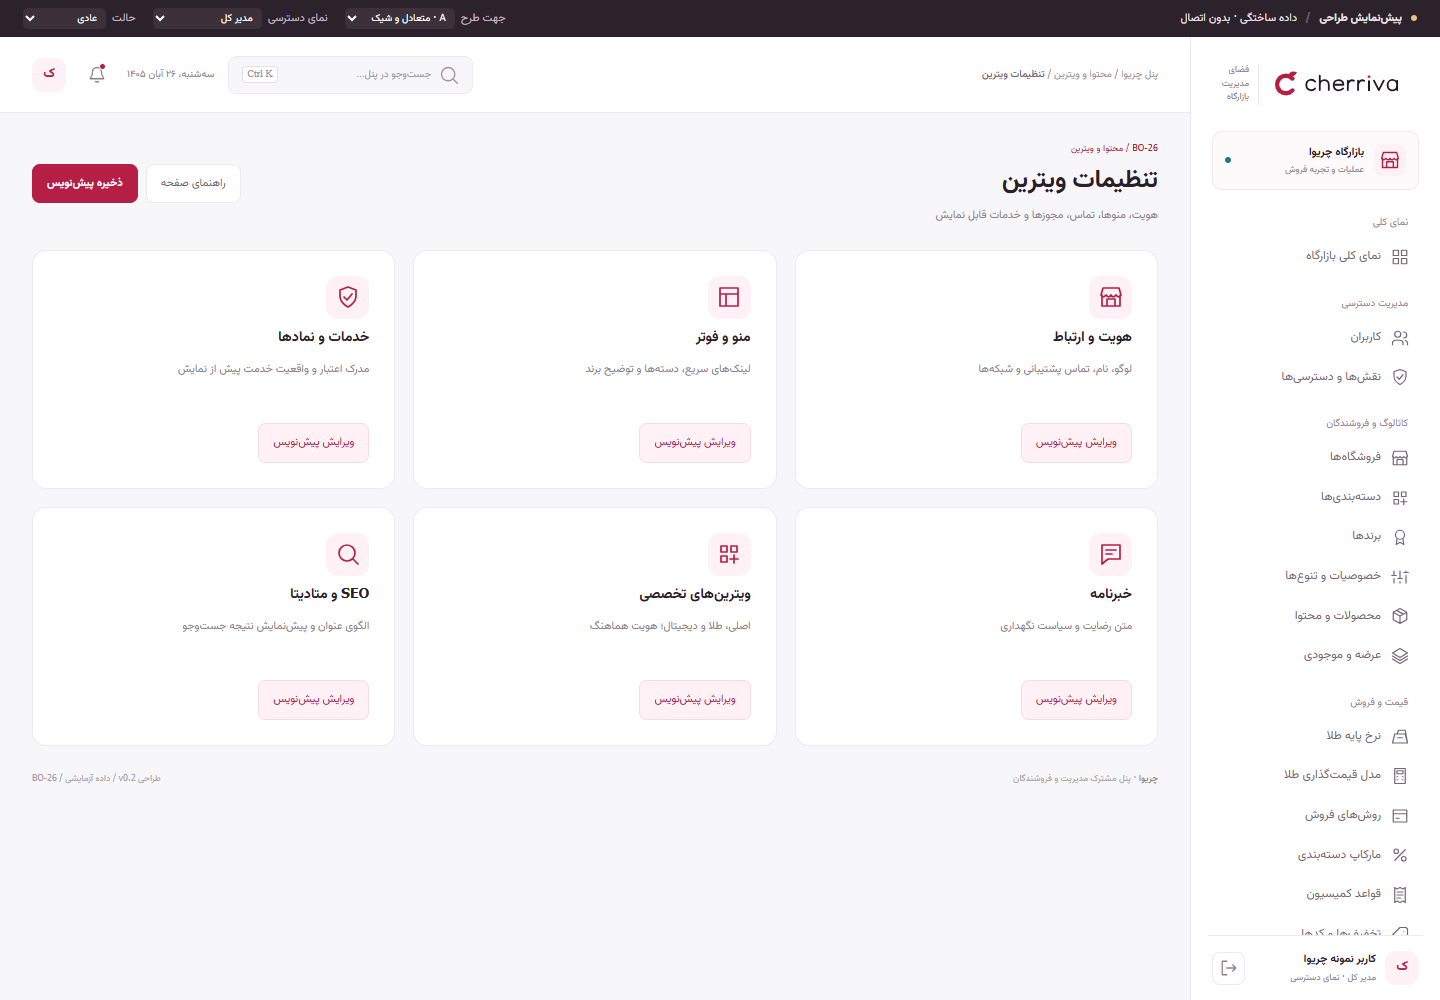 پیش‌نمایش طراحی / داده ساختگی · بدون اتصال
جهت طرح A · متعادل و شیک نمای دسترسی مدیر کل حالت عادی
cherriva
فضای
مدیریت
بازارگاه
پنل چریوا / محتوا و ویترین / تنظیمات ویترین
جست‌وجو در پنل... Ctrl K
سه‌شنبه، ۲۶ آبان ۱۴۰۵
ک
بازارگاه چریوا
عملیات و تجربه فروش
نمای کلی
نمای کلی بازارگاه
مدیریت دسترسی
کاربران
نقش‌ها و دسترسی‌ها
کاتالوگ و فروشندگان
فروشگاه‌ها
دسته‌بندی‌ها
برندها
خصوصیات و تنوع‌ها
محصولات و محتوا
عرضه و موجودی
قیمت و فروش
نرخ پایه طلا
مدل قیمت‌گذاری طلا
روش‌های فروش
مارکاپ دسته‌بندی
قواعد کمیسیون
تخفیف‌ها و کدها
ک
کاربر نمونه چریوا
مدیر کل · نمای دسترسی
BO-26 / محتوا و ویترین
تنظیمات ویترین
هویت، منوها، تماس، مجوزها و خدمات قابل نمایش
راهنمای صفحه
ذخیره پیش‌نویس
هویت و ارتباط
لوگو، نام، تماس پشتیبانی و شبکه‌ها
ویرایش پیش‌نویس
منو و فوتر
لینک‌های سریع، دسته‌ها و توضیح برند
ویرایش پیش‌نویس
خدمات و نمادها
مدرک اعتبار و واقعیت خدمت پیش از نمایش
ویرایش پیش‌نویس
خبرنامه
متن رضایت و سیاست نگهداری
ویرایش پیش‌نویس
ویترین‌های تخصصی
اصلی، طلا و دیجیتال؛ هویت هماهنگ
ویرایش پیش‌نویس
SEO و متادیتا
الگوی عنوان و پیش‌نمایش نتیجه جست‌وجو
ویرایش پیش‌نویس
چریوا · پنل مشترک مدیریت و فروشندگان
طراحی v0.2 / داده آزمایشی / BO-26